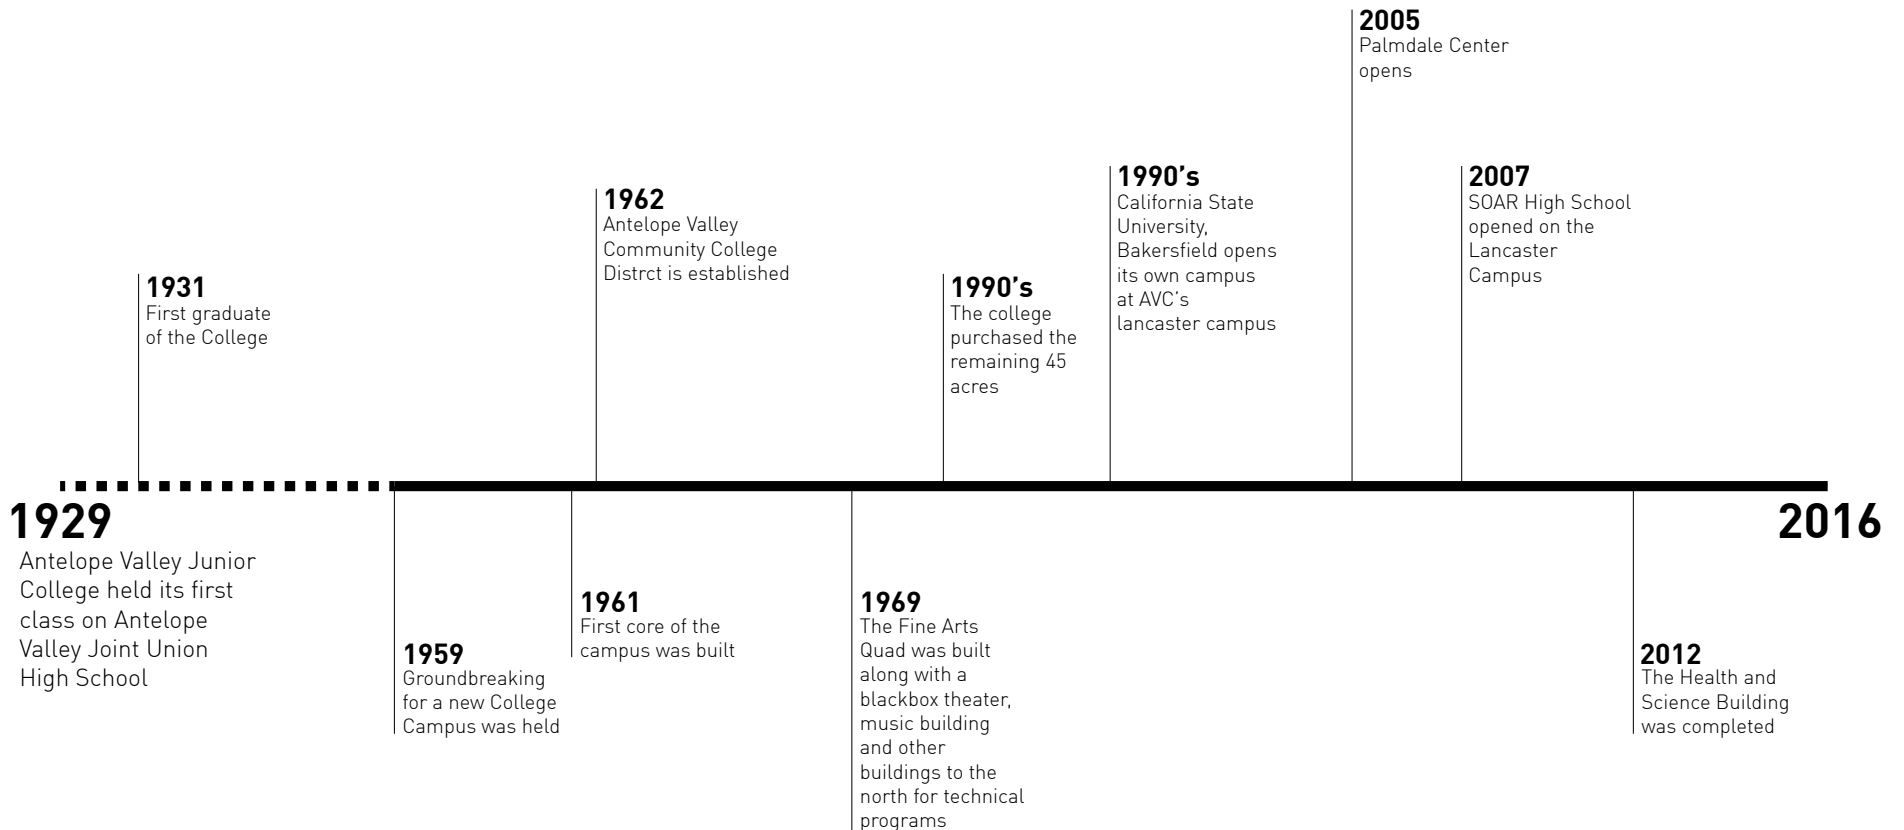 2005
Palmdale Center
opens
1990's
California State
University,
Bakersfield opens
its own campus
at AVC's
lancaster campus
2007
SOAR High School
opened on the
Lancaster
Campus
1962
Antelope Valley
Community College
Distrct is established
1931
First graduate
of the College
1990's
The college
purchased the
remaining 45
acres
1929
Antelope Valley Junior
College held its first
class on Antelope
Valley Joint Union
High School
2016
1959
Groundbreaking
for a new College
Campus was held
1961
First core of the
campus was built
1969
The Fine Arts
Quad was built
along with a
blackbox theater,
music building
and other
buildings to the
north for technical
programs
2012
The Health and
Science Building
was completed